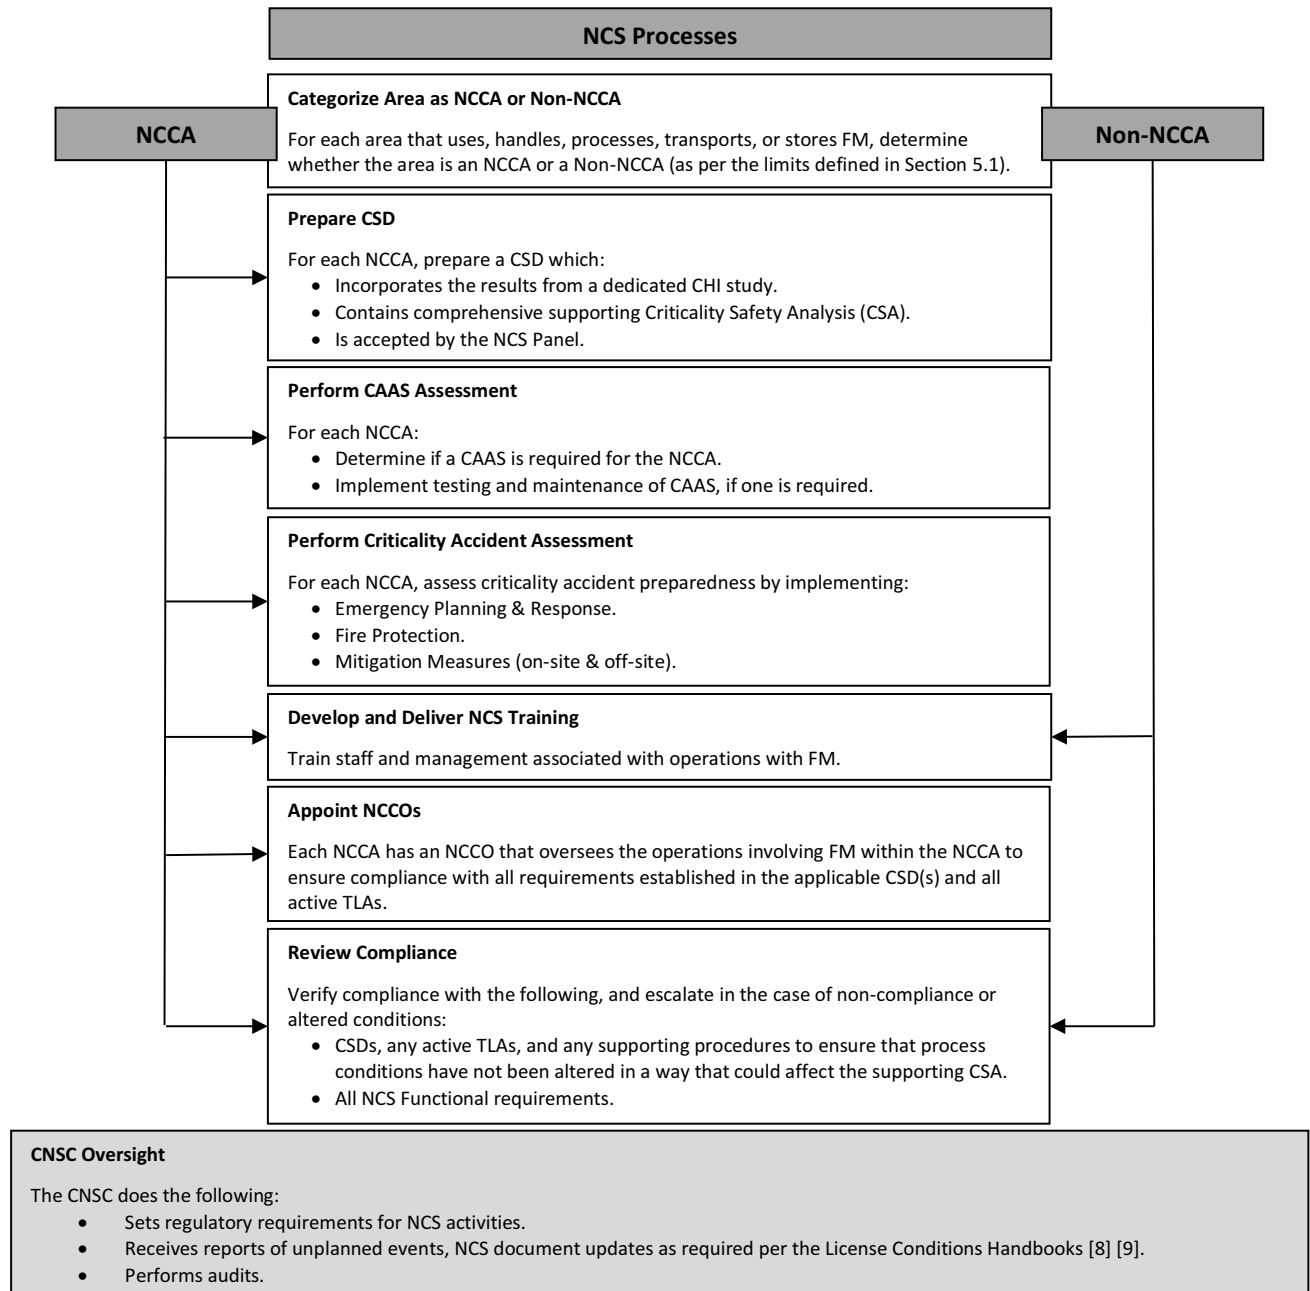 NCS Processes
NCCA
Non-NCCA
Categorize Area as NCCA or Non-NCCA
For each area that uses, handles, processes, transports, or stores FM, determine
whether the area is an NCCA or a Non-NCCA (as per the limits defined in Section 5.1).
Prepare CSD
For each NCCA, prepare a CSD which:
• Incorporates the results from a dedicated CHI study.
• Contains comprehensive supporting Criticality Safety Analysis (CSA).
• Is accepted by the NCS Panel.
Perform CAAS Assessment
For each NCCA:
• Determine if a CAAS is required for the NCCA.
• Implement testing and maintenance of CAAS, if one is required.
Perform Criticality Accident Assessment
For each NCCA, assess criticality accident preparedness by implementing:
• Emergency Planning & Response.
• Fire Protection.
• Mitigation Measures (on-site & off-site).
Develop and Deliver NCS Training
Train staff and management associated with operations with FM.
Appoint NCCOs
Each NCCA has an NCCO that oversees the operations involving FM within the NCCA to
ensure compliance with all requirements established in the applicable CSD(s) and all
active TLAs.
Review Compliance
Verify compliance with the following, and escalate in the case of non-compliance or
altered conditions:
• CSDs, any active TLAs, and any supporting procedures to ensure that process
conditions have not been altered in a way that could affect the supporting CSA.
• All NCS Functional requirements.
CNSC Oversight
The CNSC does the following:
• Sets regulatory requirements for NCS activities.
• Receives reports of unplanned events, NCS document updates as required per the License Conditions Handbooks [8] [9].
• Performs audits.